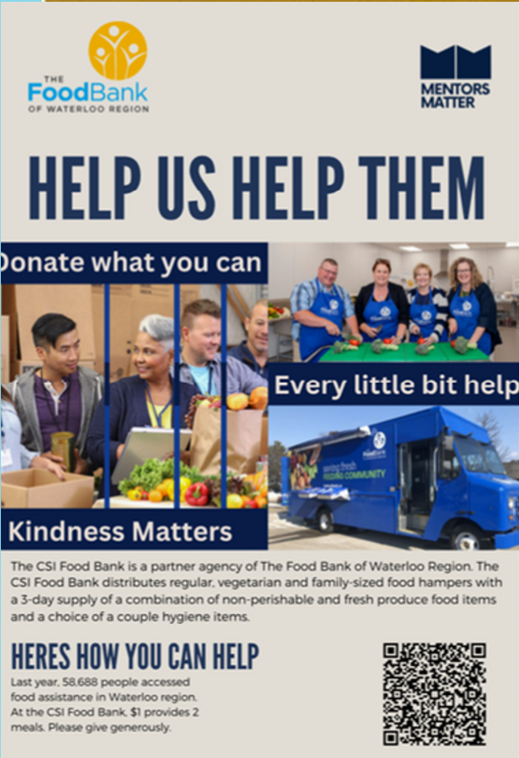 THE
FoodBank
OF WATERLOO REGION
MENTORS
MATTER
HELP US HELP THEM
Donate what you can
Every little bit help
FoodBank
FEEDING COMMUNITY
Kindness Matters
The CSI Food Bank is a partner agency of The Food Bank of Waterloo Region. The
CSI Food Bank distributes regular, vegetarian and family-sized food hampers with
a 3-day supply of a combination of non-perishable and fresh produce food items
and a choice of a couple hygiene items.
HERES HOW YOU CAN HELP
Last year, 58,688 people accessed
food assistance in Waterloo region.
At the CSI Food Bank, $1 provides 2
meals. Please give generously.